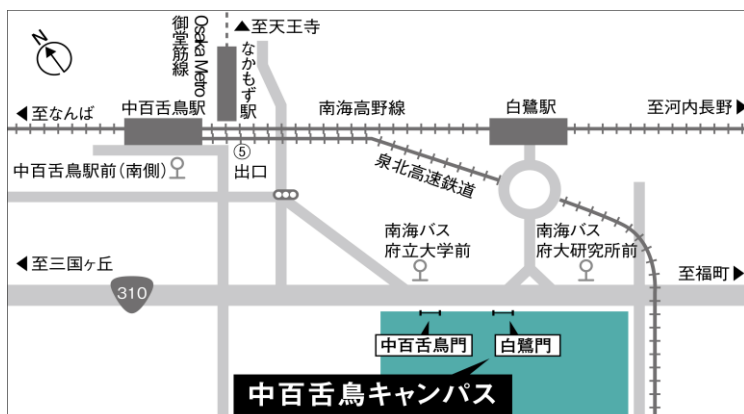 N
Osaka Metro
御堂筋線
▲至天王寺
なかもず駅
◀至なんば
中百舌鳥駅
南海高野線
白鷺駅
至河内長野▶
⑤
出口
中百舌鳥駅前(南側)
泉北高速鉄道
南海バス
府立大学前
南海バス
府大研究所前
◀至三国ヶ丘
至福町▶
310
中百舌鳥門
白鷺門
中百舌鳥キャンパス